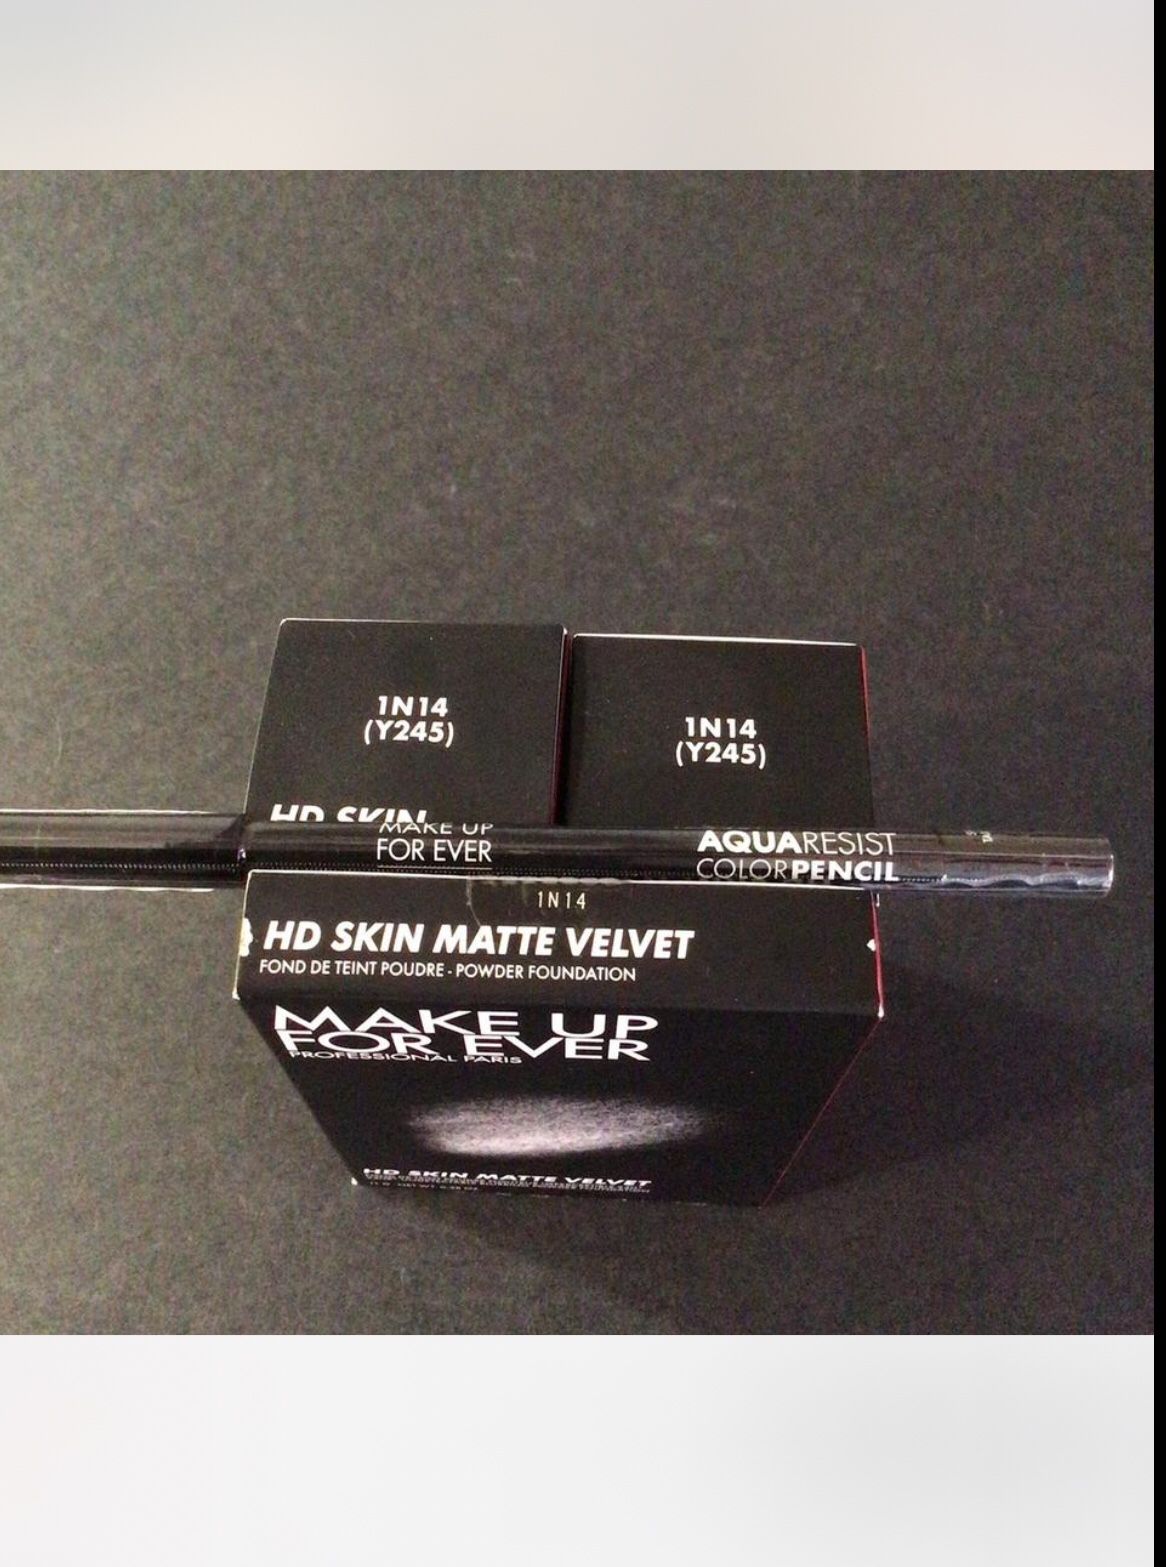 1N14
(Y245)
1N14
(Y245)
HD SKIN
MAKE UP
FOR EVER
AQUARESIST
COLORPENCIL
1N14
HD SKIN MATTE VELVET
FOND DE TEINT POUDRE - POWDER FOUNDATION
MAKE UP
FOR EVER
PROFESSIONAL PARIS
HD SKIN MATTE VELVET